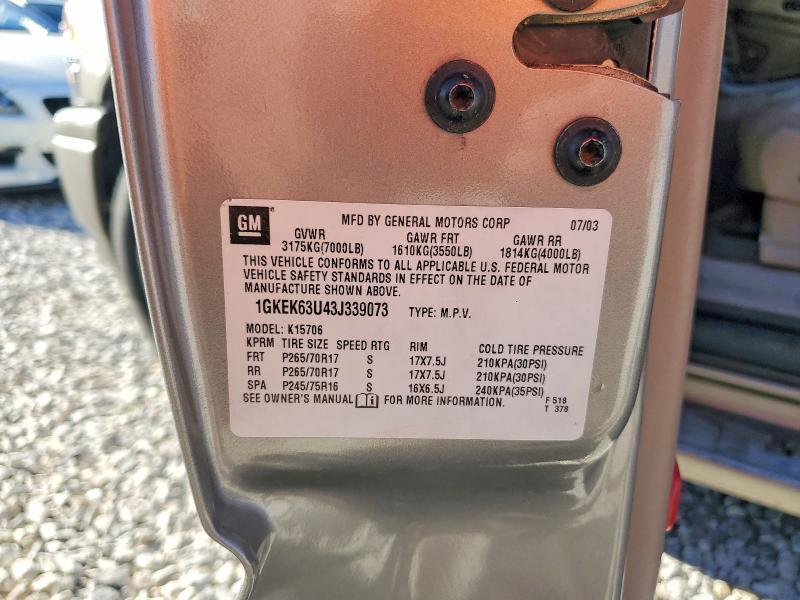 GM
MFD BY GENERAL MOTORS CORP 07/03
GVWR GAWR FRT GAWR RR
3175KG(7000LB) 1610KG(3550LB) 1814KG(4000LB)
THIS VEHICLE CONFORMS TO ALL APPLICABLE U.S. FEDERAL MOTOR
VEHICLE SAFETY STANDARDS IN EFFECT ON THE DATE OF
MANUFACTURE SHOWN ABOVE.
1GKEK63U43J339073 TYPE: M.P.V.
MODEL: K15706
KPRM TIRE SIZE SPEED RTG RIM COLD TIRE PRESSURE
FRT P265/70R17 S 17X7.5J 210KPA(30PSI)
RR P265/70R17 S 17X7.5J 210KPA(30PSI)
SPA P245/75R16 S 16X6.5J 240KPA(35PSI)
SEE OWNER'S MANUAL FOR MORE INFORMATION. F 518
T 378